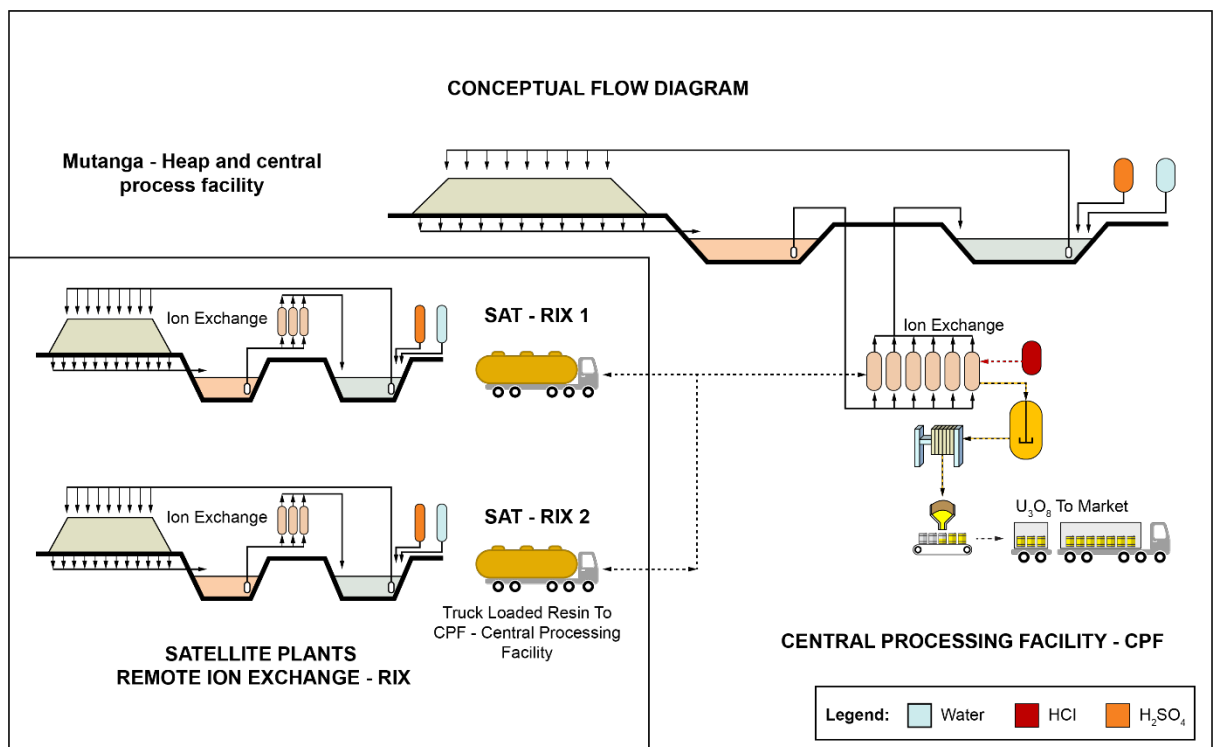 CONCEPTUAL FLOW DIAGRAM
Mutanga - Heap and central
process facility
Ion Exchange
SAT - RIX 1
Ion Exchange
Ion Exchange
SAT - RIX 2
U₃O₈ To Market
Truck Loaded Resin To
CPF - Central Processing
Facility
SATELLITE PLANTS
REMOTE ION EXCHANGE - RIX
CENTRAL PROCESSING FACILITY - CPF
Legend: Water HCl H₂SO₄